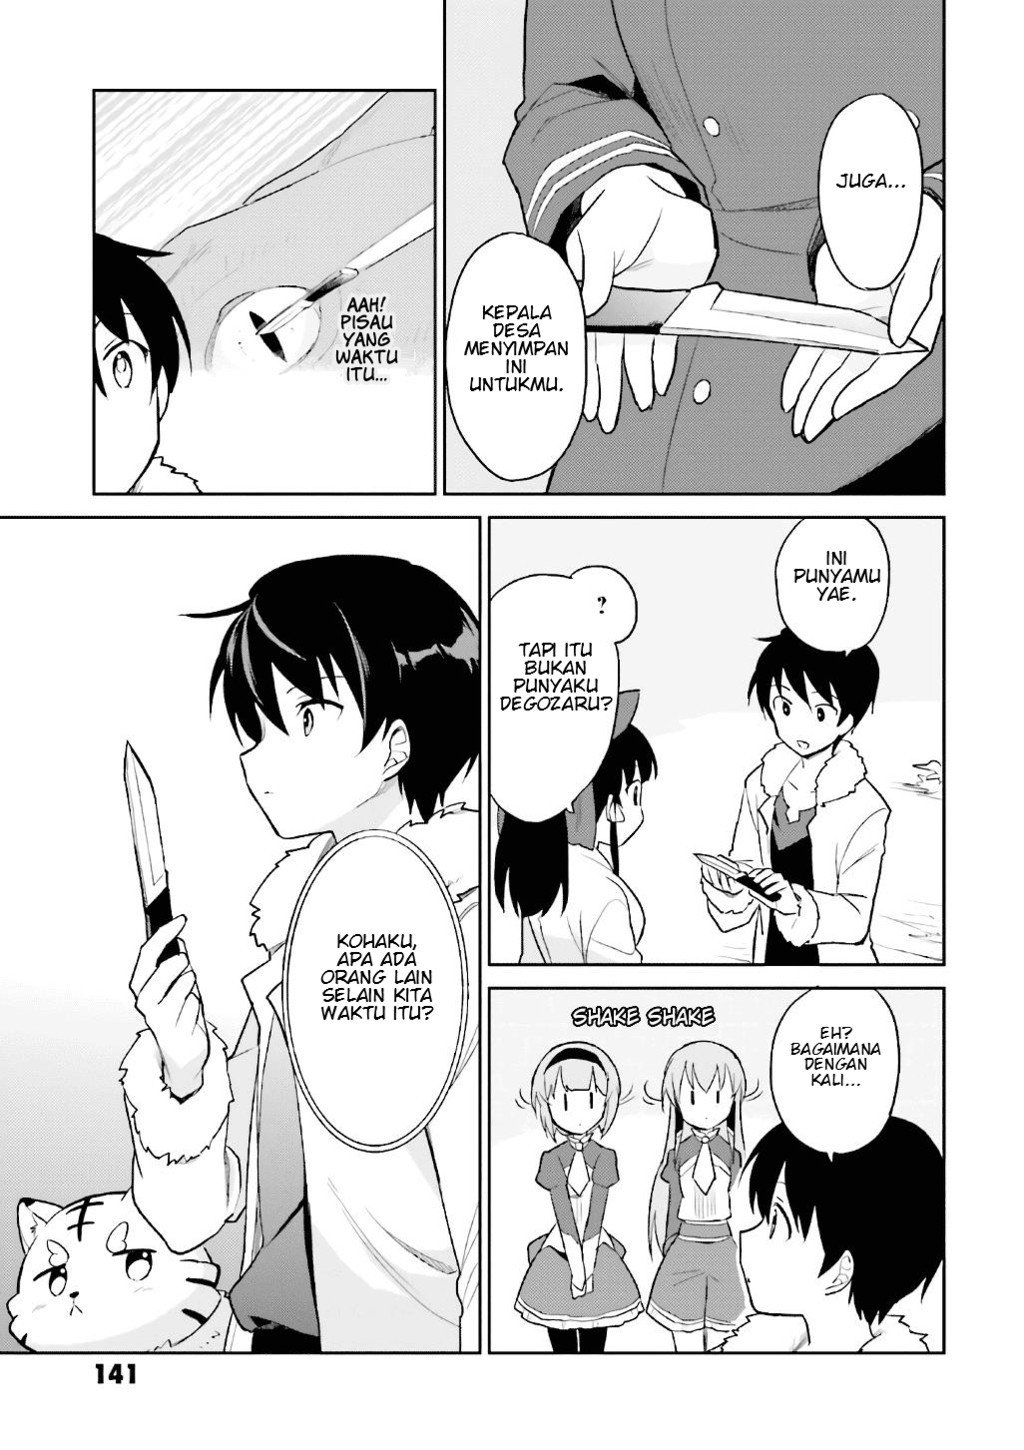 JUGA...
KEPALA
DESA
MENYIMPAN
INI
UNTUKMU.
AAH!
PISAU
YANG
WAKTU
ITU...
INI
PUNYAMU
YAE.
?
TAPI ITU
BUKAN
PUNYAKU
DEGOZARU?
EH?
BAGAIMANA
DENGAN
KALI...
SHAKE SHAKE
KOHAKU,
APA ADA
ORANG LAIN
SELAIN KITA
WAKTU ITU?
141